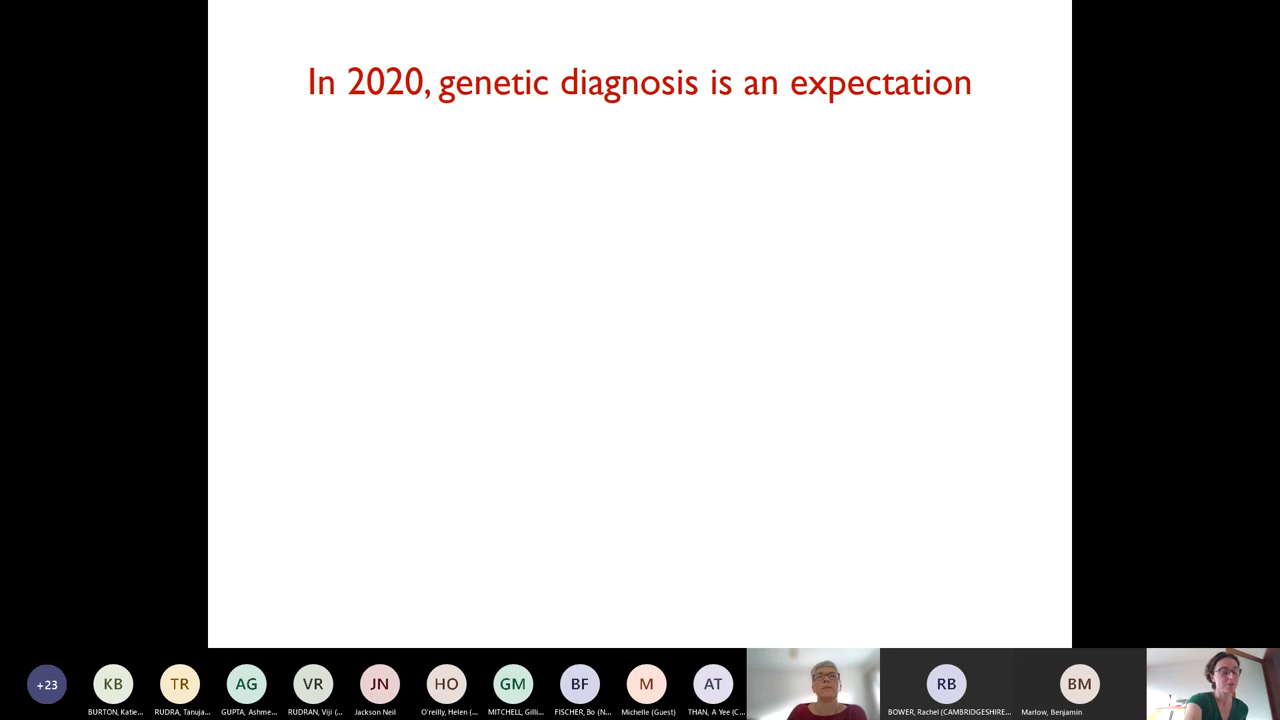 In 2020, genetic diagnosis is an expectation
+23
KB
TR
AG
VR
JN
HO
GM
BF
M
AT
RB
BM
BURTON, Katie...
RUDRA, Tanuja...
GUPTA, Ashme...
RUDRAN, Viji (...
Jackson Neil
O'reilly, Helen (...
MITCHELL, Gilli...
FISCHER, Bo (N...
Michelle (Guest)
THAN, A Yee (C...
BOWER, Rachel (CAMBRIDGESHIRE...
Marlow, Benjamin